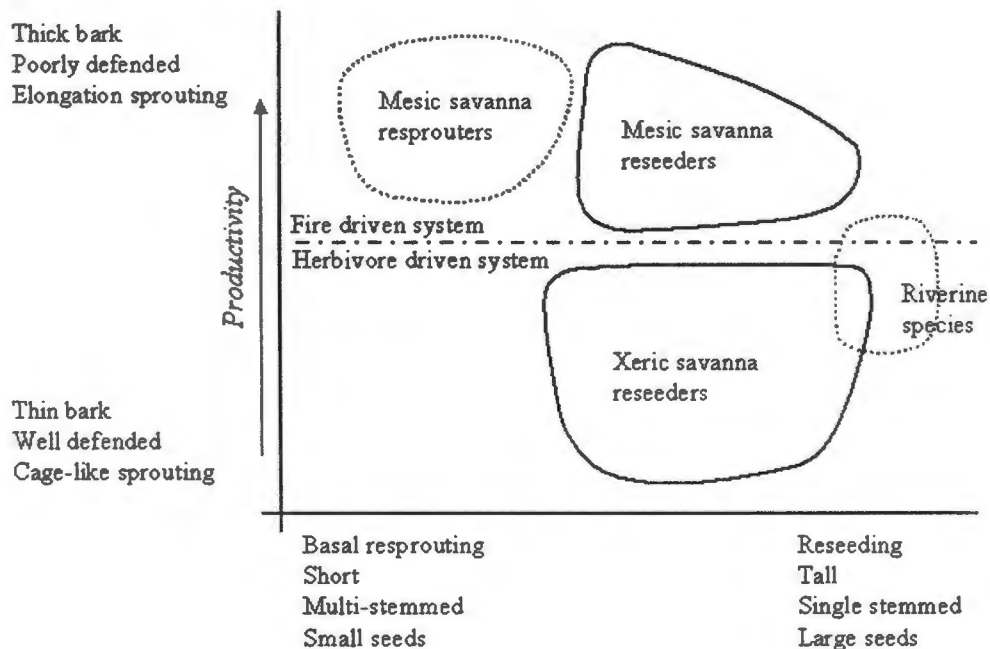 Thick bark
Poorly defended
Elongation sprouting
Mesic savanna
resprouters
Mesic savanna
reseeders
Fire driven system
Herbivore driven system
Productivity
Riverine
species
Xeric savanna
reseeders
Thin bark
Well defended
Cage-like sprouting
Basal resprouting
Short
Multi-stemmed
Small seeds
Reseeding
Tall
Single stemmed
Large seeds